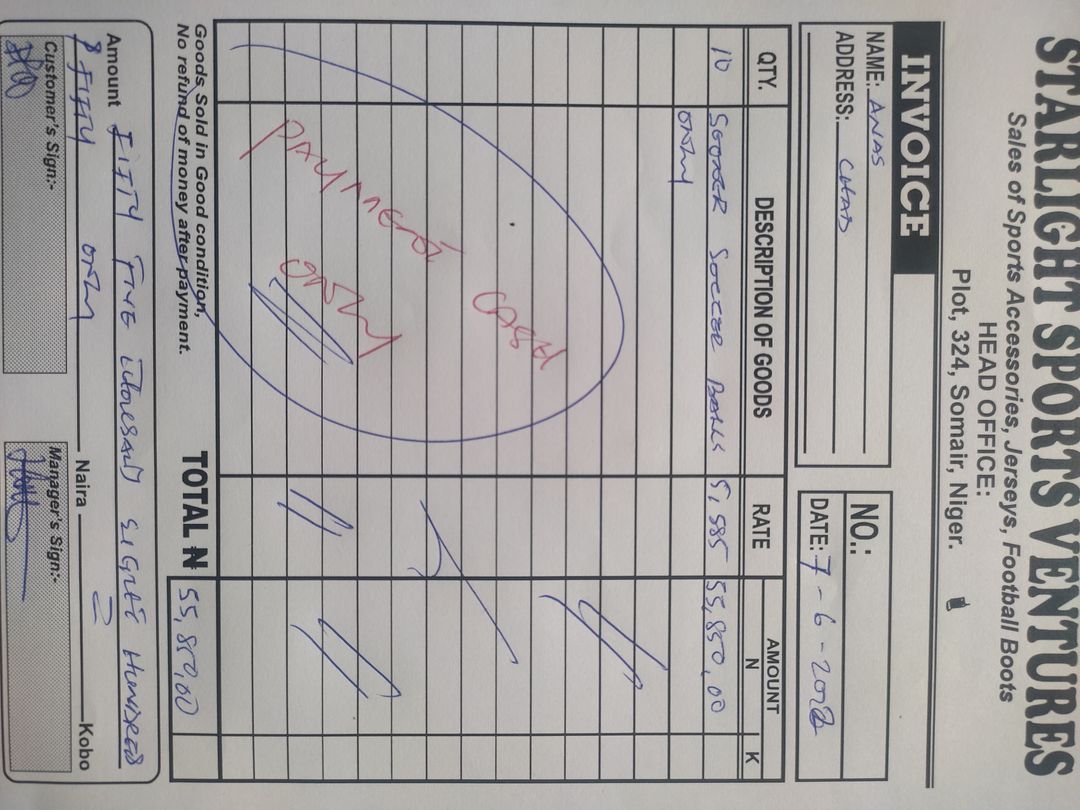 STARLIGHT SPORTS VENTURES
Sales of Sports Accessories, Jerseys, Football Boots
HEAD OFFICE:
Plot, 324, Somair, Niger.
INVOICE
NAME: ANAS
ADDRESS: CHAD
NO.:
DATE: 7-6-2022
QTY. DESCRIPTION OF GOODS RATE AMOUNT
N K
10 SOCCER BALLS 5,585 55,850,00
ONLY
CASH
PAYMENT
ONLY
Goods Sold in Good condition,
No refund of money after payment.
TOTAL ₦ 55,850,00
Amount FIFTY FIVE THOUSAND EIGHT HUNDRED
& FIFTY ONLY Naira = Kobo
Customer's Sign:- Manager's Sign:-